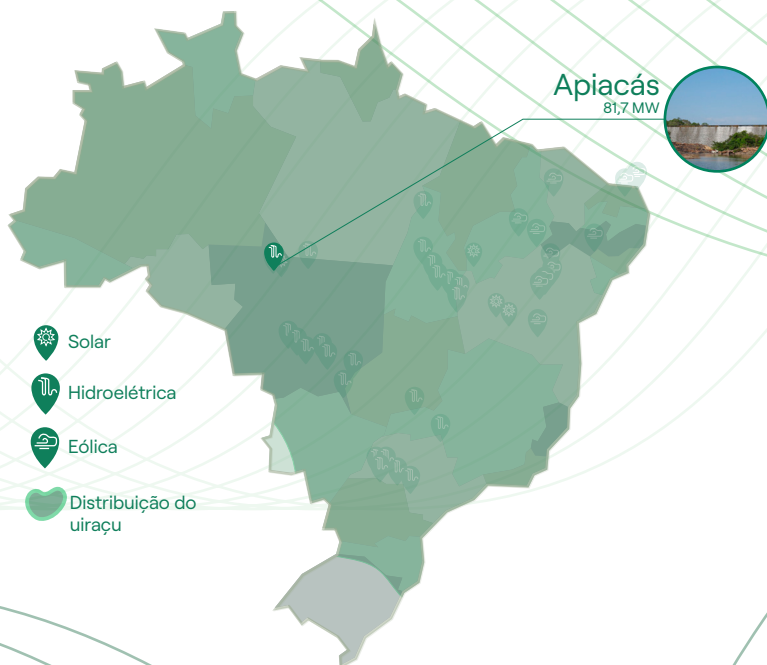 Apiacás
81,7 MW
Solar
Hidroelétrica
Eólica
Distribuição do
uiraçu